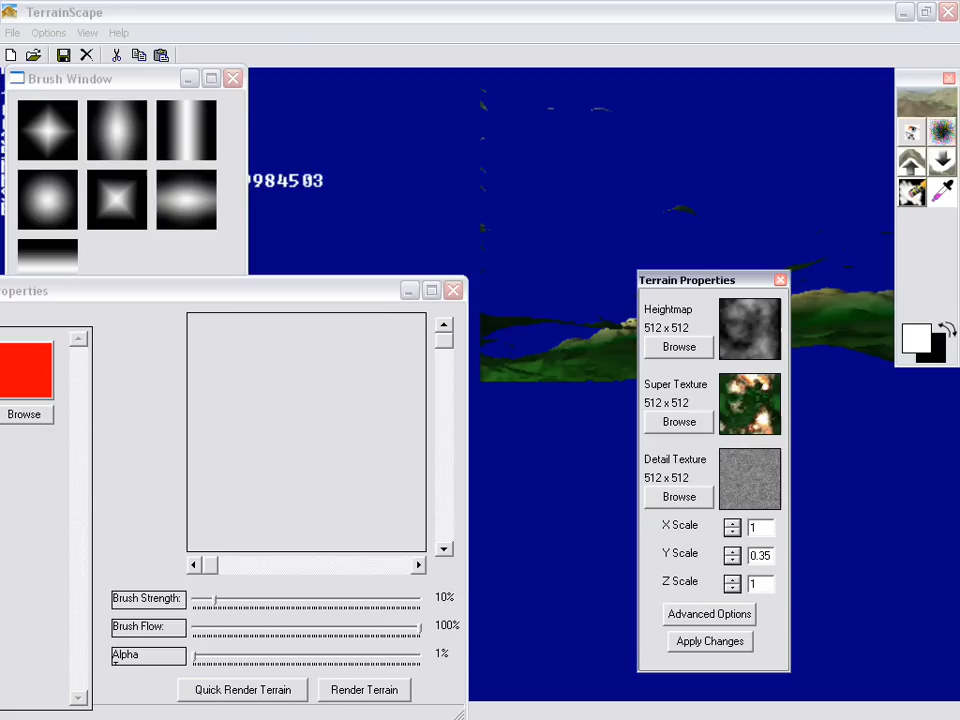 TerrainScape
File Options View Help
Brush Window
984503
roperties
Browse
Brush Strength: 10%
Brush Flow: 100%
Alpha 1%
Quick Render Terrain Render Terrain
Terrain Properties
Heightmap
512 x 512
Browse
Super Texture
512 x 512
Browse
Detail Texture
512 x 512
Browse
X Scale 1
Y Scale 0.35
Z Scale 1
Advanced Options
Apply Changes